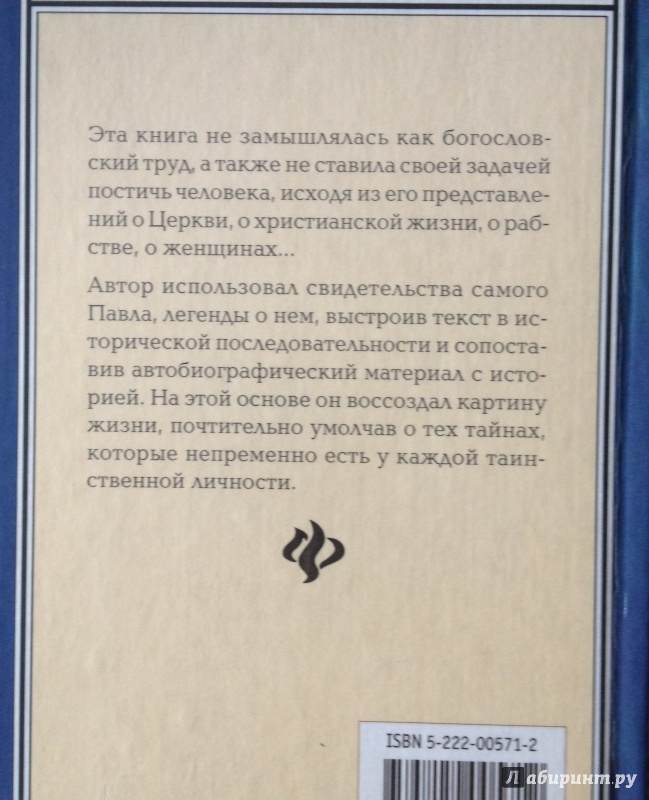 Эта книга не замышлялась как богослов-
ский труд, а также не ставила своей задачей
постичь человека, исходя из его представле-
ний о Церкви, о христианской жизни, о раб-
стве, о женщинах...
Автор использовал свидетельства самого
Павла, легенды о нем, выстроив текст в ис-
торической последовательности и сопоста-
вив автобиографический материал с исто-
рией. На этой основе он воссоздал картину
жизни, почтительно умолчав о тех тайнах,
которые непременно есть у каждой таин-
ственной личности.
ISBN 5-222-00571-2
Лабиринт.ру